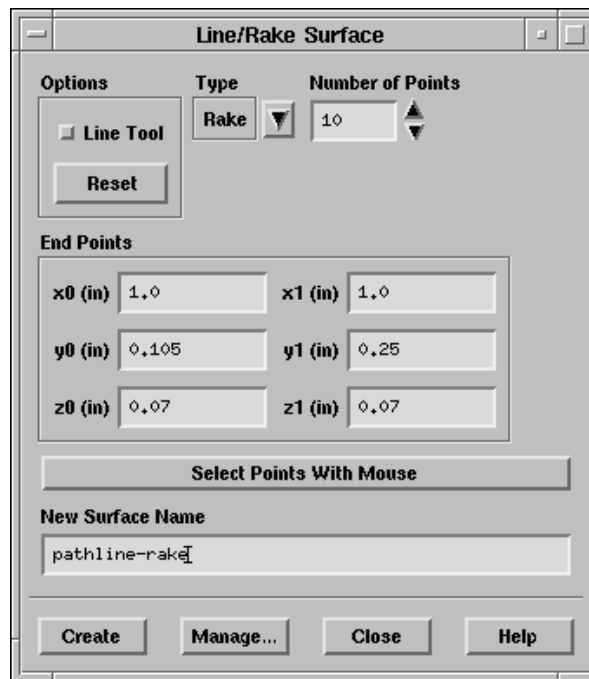 Line/Rake Surface
Options Type Number of Points
Line Tool Rake 10
Reset
End Points
x0 (in) 1.0 x1 (in) 1.0
y0 (in) 0.105 y1 (in) 0.25
z0 (in) 0.07 z1 (in) 0.07
Select Points With Mouse
New Surface Name
pathline-rake
Create Manage... Close Help